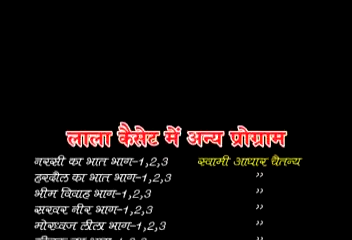 लाला कैसेट में अन्य प्रोग्राम
नरसी का भात भाग-1,2,3 स्वामी आधार चैतन्य
हरदौल का भात भाग-1,2,3 ”
भीम विवाह भाग-1,2,3 ”
सरवर नीर भाग-1,2,3 ”
मोरध्वज लीला भाग-1,2,3 ”